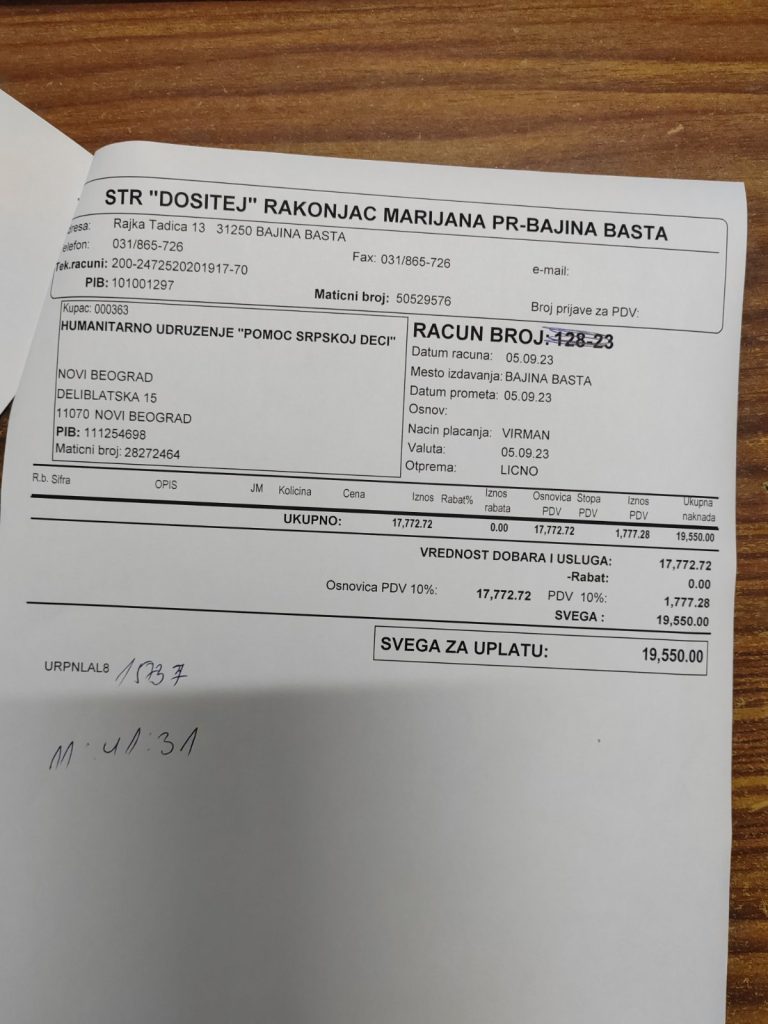 STR "DOSITEJ" RAKONJAC MARIJANA PR-BAJINA BASTA
resa: Rajka Tadica 13 31250 BAJINA BASTA
elefon: 031/865-726 Fax: 031/865-726 e-mail:
Tek.racuni: 200-2472520201917-70
PIB: 101001297 Maticni broj: 50529576 Broj prijave za PDV:
Kupac: 000363
HUMANITARNO UDRUZENJE "POMOC SRPSKOJ DECI"
NOVI BEOGRAD
DELIBLATSKA 15
11070 NOVI BEOGRAD
PIB: 111254698
Maticni broj: 28272464
RACUN BROJ: 128-23
Datum racuna: 05.09.23
Mesto izdavanja: BAJINA BASTA
Datum prometa: 05.09.23
Osnov:
Nacin placanja: VIRMAN
Valuta: 05.09.23
Otprema: LICNO
R.b. Sifra OPIS JM Kolicina Cena Iznos Rabat% Iznos rabata Osnovica PDV Stopa PDV Iznos PDV Ukupna naknada
UKUPNO: 17,772.72 0.00 17,772.72 1,777.28 19,550.00
VREDNOST DOBARA I USLUGA: 17,772.72
-Rabat: 0.00
Osnovica PDV 10%: 17,772.72 PDV 10%: 1,777.28
SVEGA : 19,550.00
SVEGA ZA UPLATU: 19,550.00
URPNLAL8 15737
11:41:31